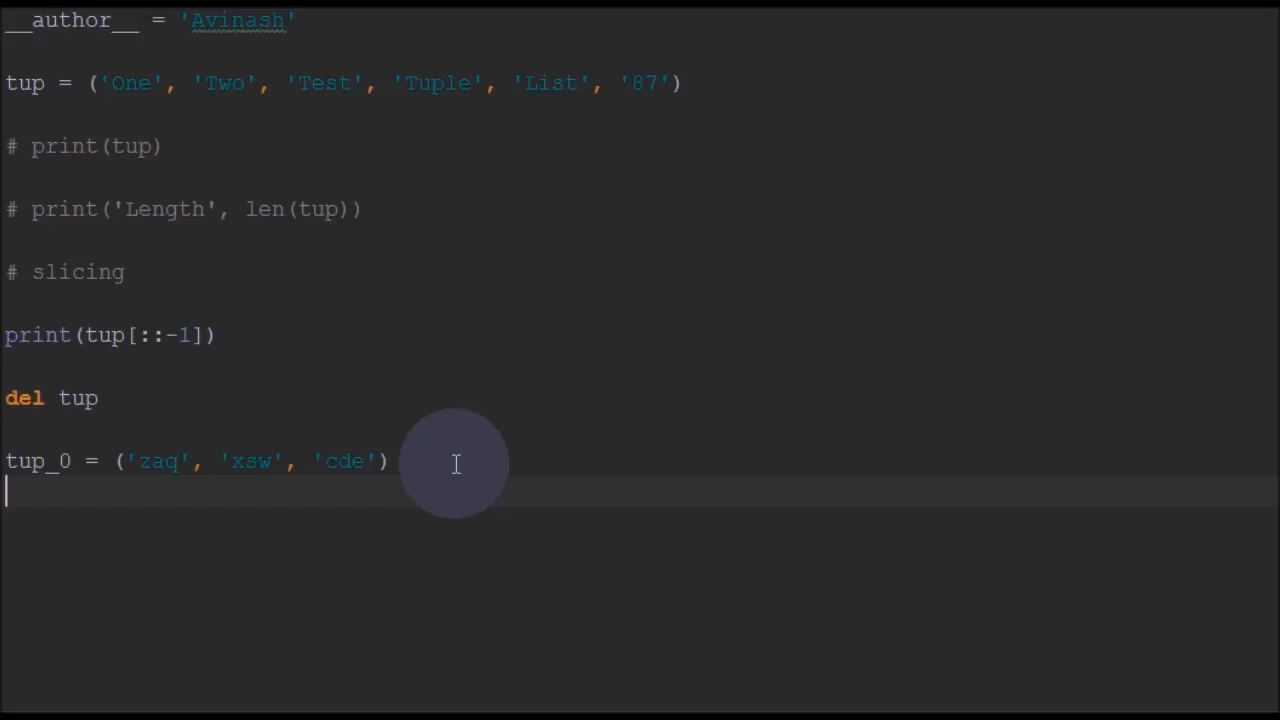 __author__ = 'Avinash'
tup = ('One', 'Two', 'Test', 'Tuple', 'List', '87')
# print(tup)
# print('Length', len(tup))
# slicing
print(tup[::-1])
del tup
tup_0 = ('zaq', 'xsw', 'cde')